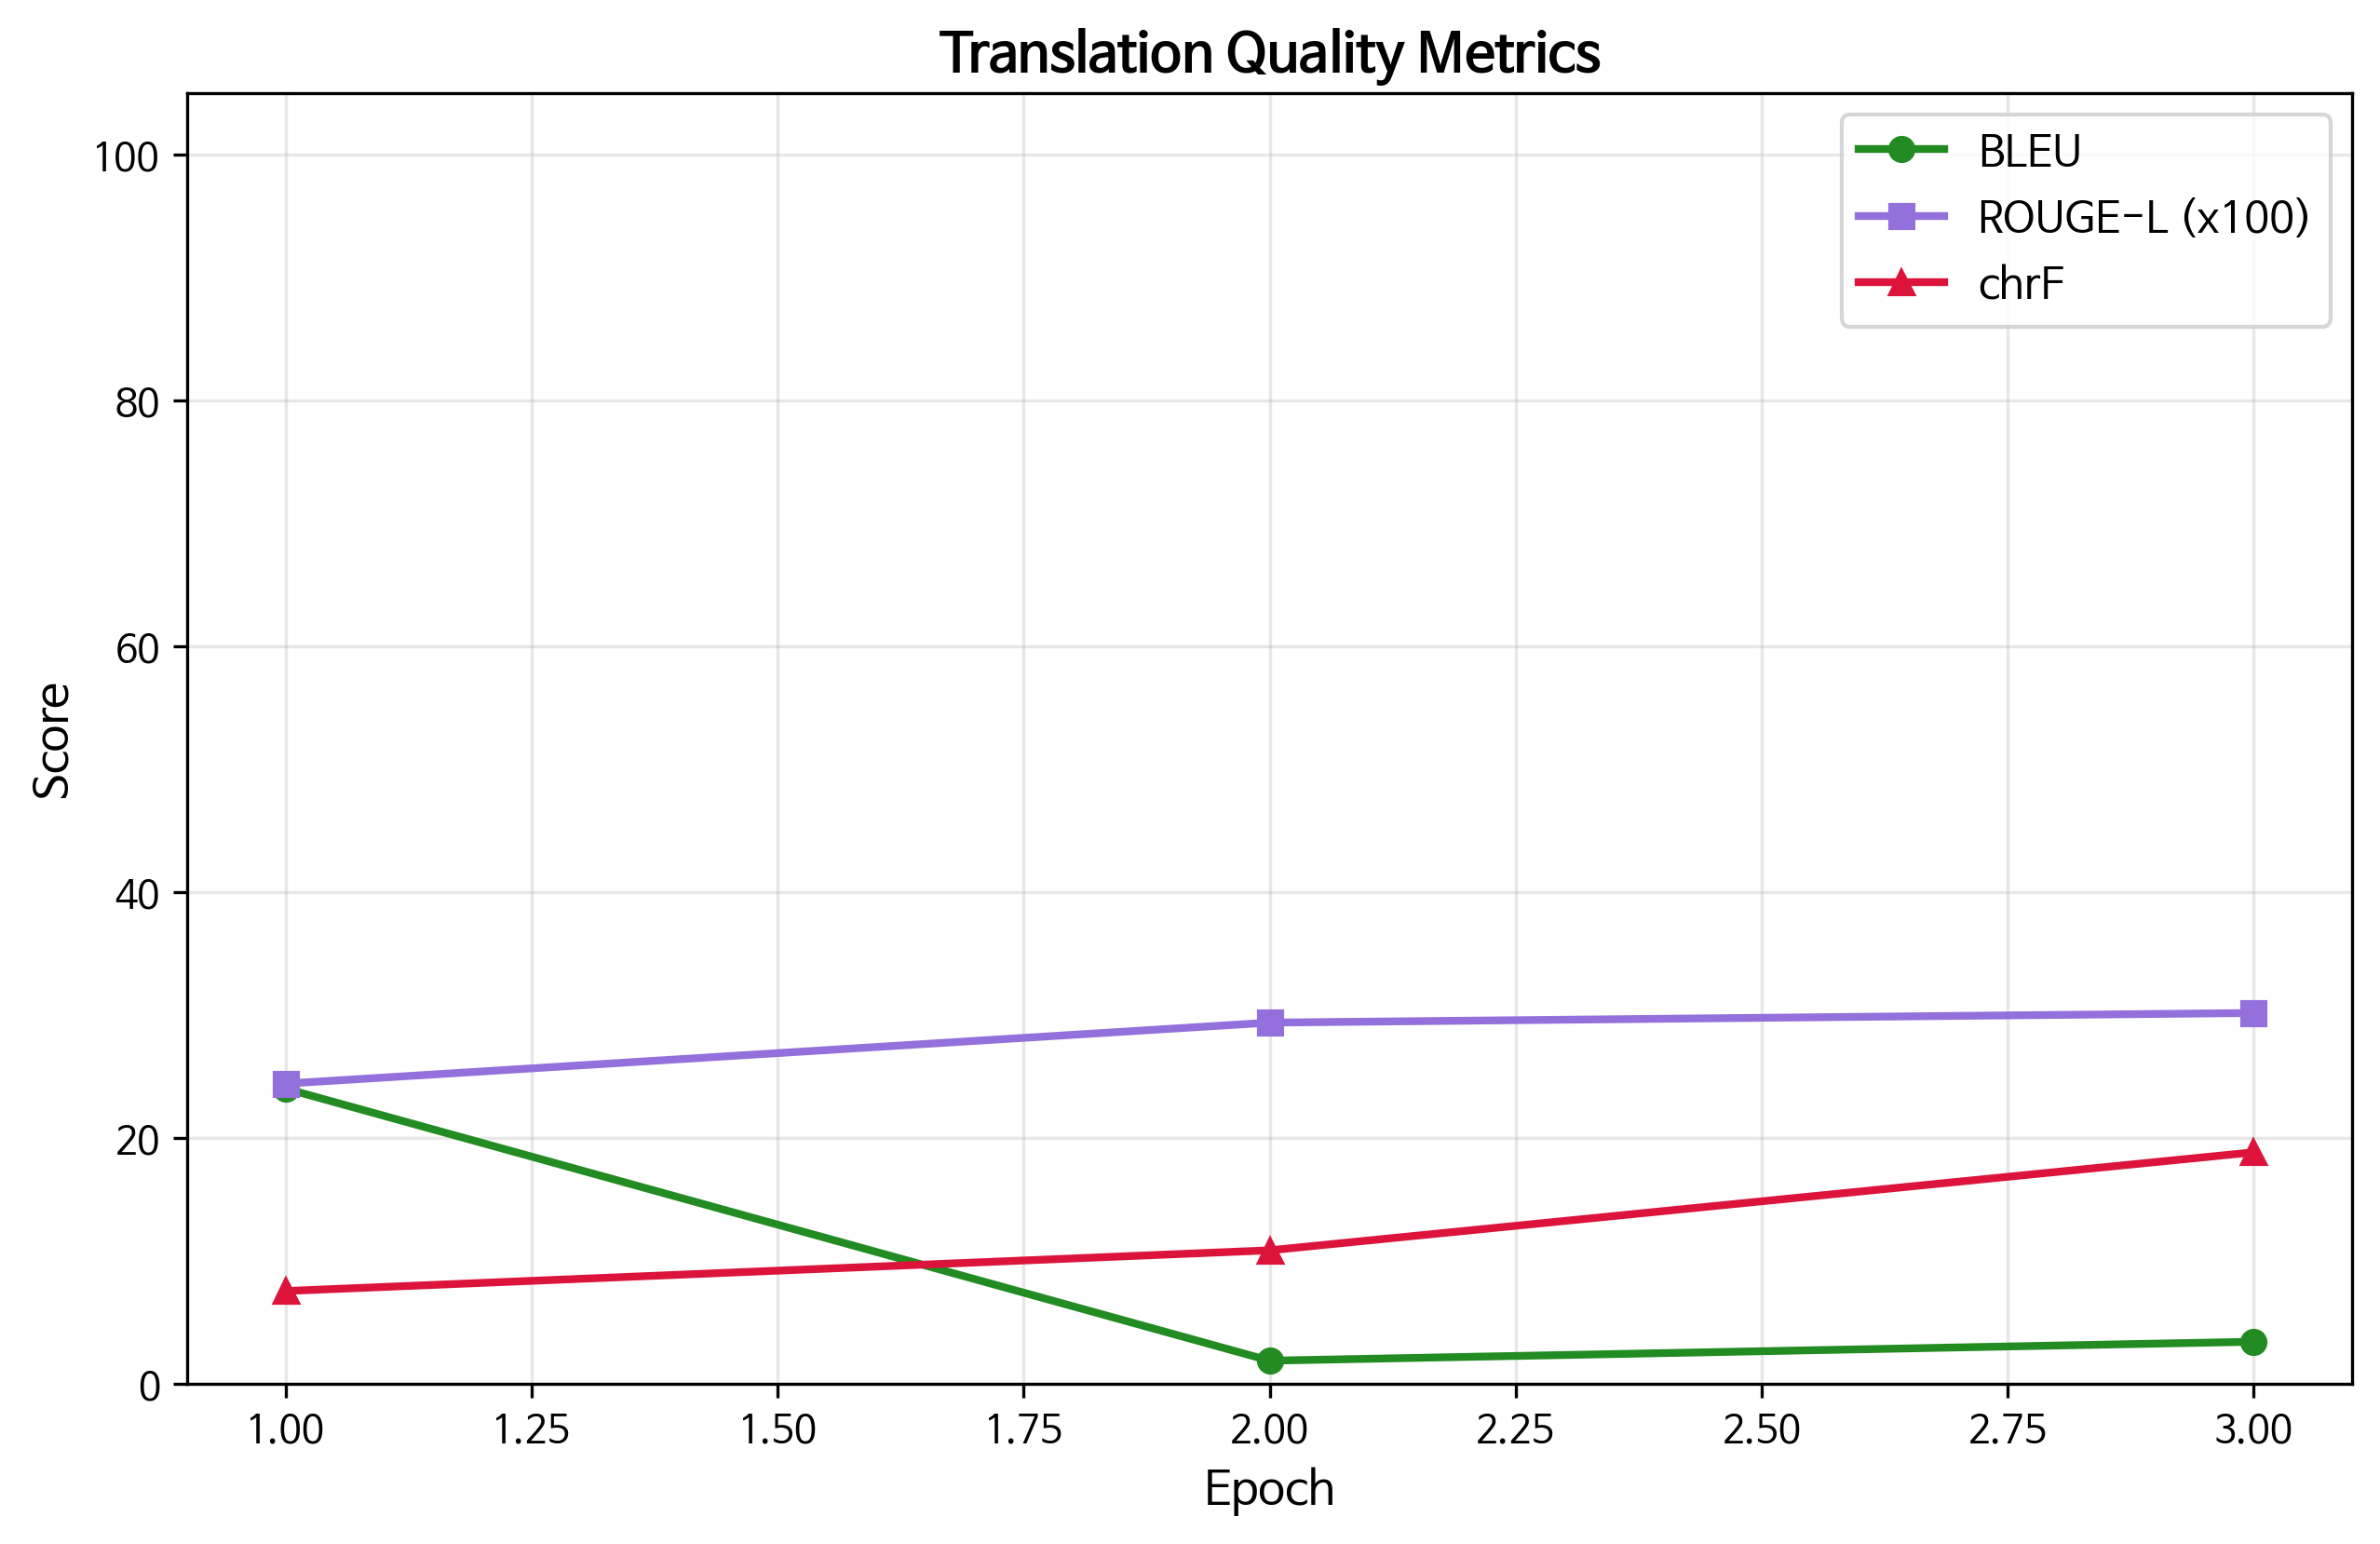 Translation Quality Metrics
BLEU
ROUGE-L (x100)
chrF
100
80
60
40
20
0
Score
1.00 1.25 1.50 1.75 2.00 2.25 2.50 2.75 3.00
Epoch